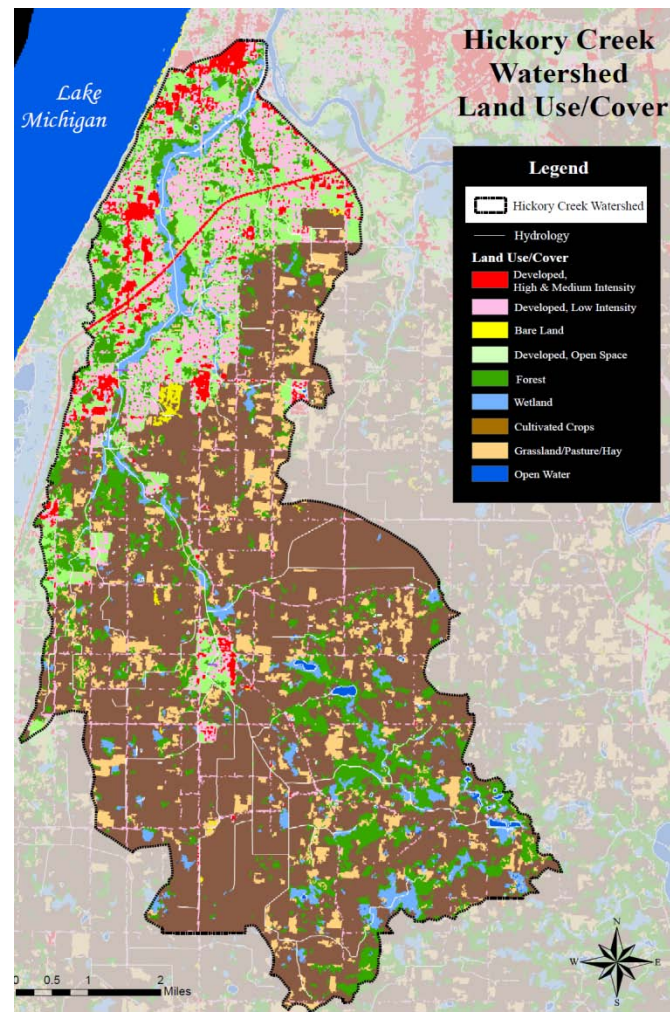 Hickory Creek
Watershed
Land Use/Cover
Lake
Michigan
Legend
Hickory Creek Watershed
Hydrology
Land Use/Cover
Developed,
High & Medium Intensity
Developed, Low Intensity
Bare Land
Developed, Open Space
Forest
Wetland
Cultivated Crops
Grassland/Pasture/Hay
Open Water
N
W E
S
0 0.5 1 2
Miles